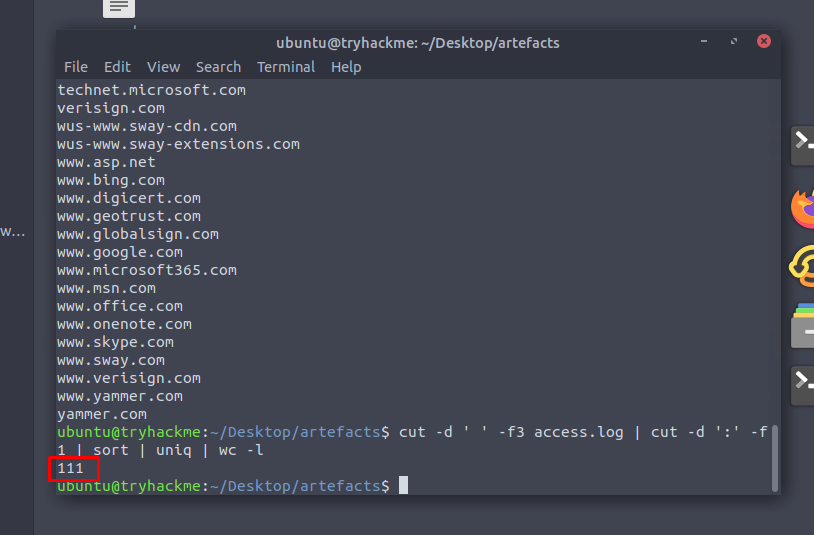 ubuntu@tryhackme: ~/Desktop/artefacts
File Edit View Search Terminal Help
technet.microsoft.com
verisign.com
wus-www.sway-cdn.com
wus-www.sway-extensions.com
www.asp.net
www.bing.com
www.digicert.com
www.geotrust.com
www.globalsign.com
www.google.com
www.microsoft365.com
www.msn.com
www.office.com
www.onenote.com
www.skype.com
www.sway.com
www.verisign.com
www.yammer.com
yammer.com
ubuntu@tryhackme:~/Desktop/artefacts$ cut -d ' ' -f3 access.log | cut -d ':' -f
1 | sort | uniq | wc -l
111
ubuntu@tryhackme:~/Desktop/artefacts$
w...